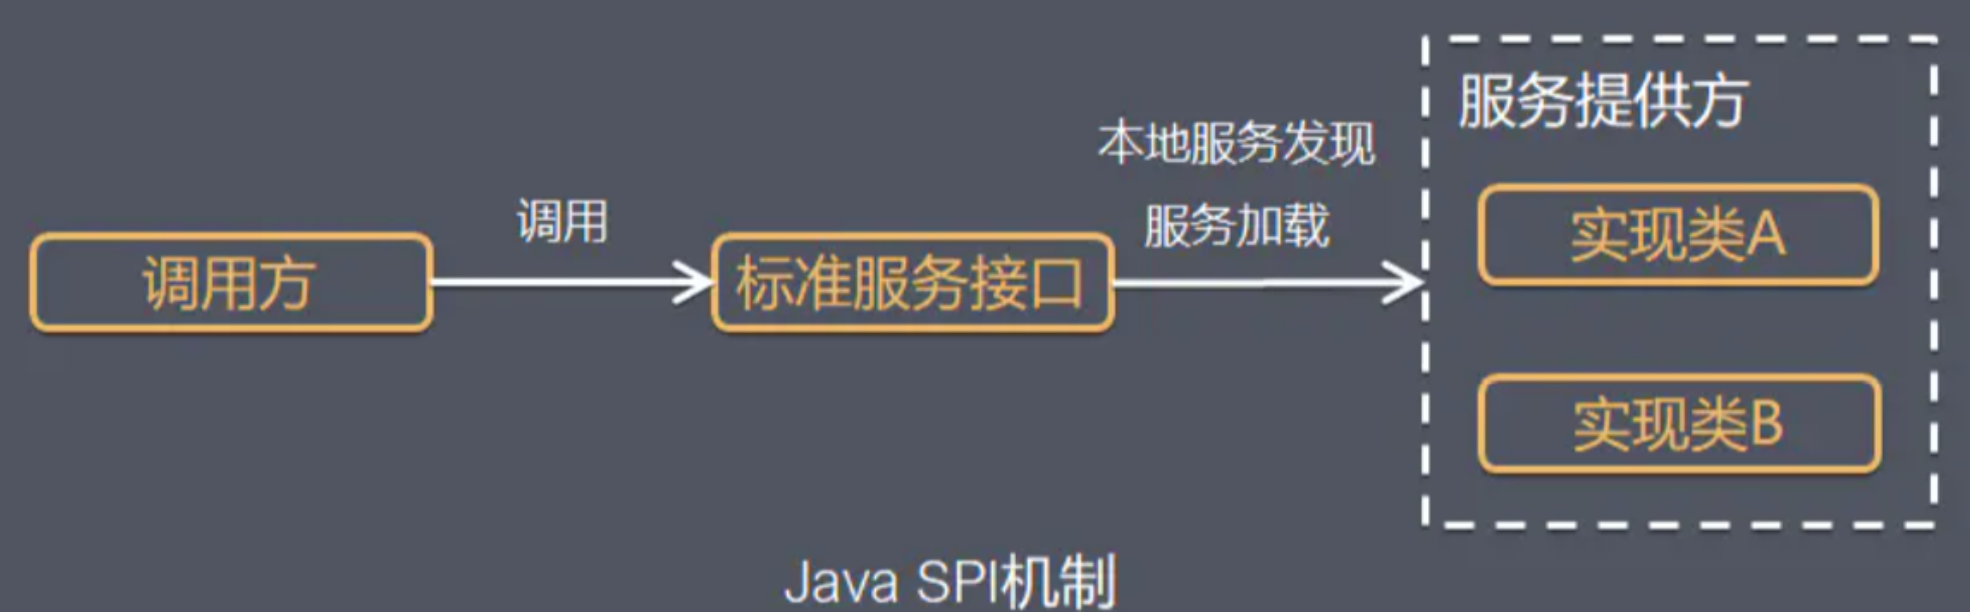 调用方
调用
标准服务接口
本地服务发现
服务加载
服务提供方
实现类A
实现类B
Java SPI机制